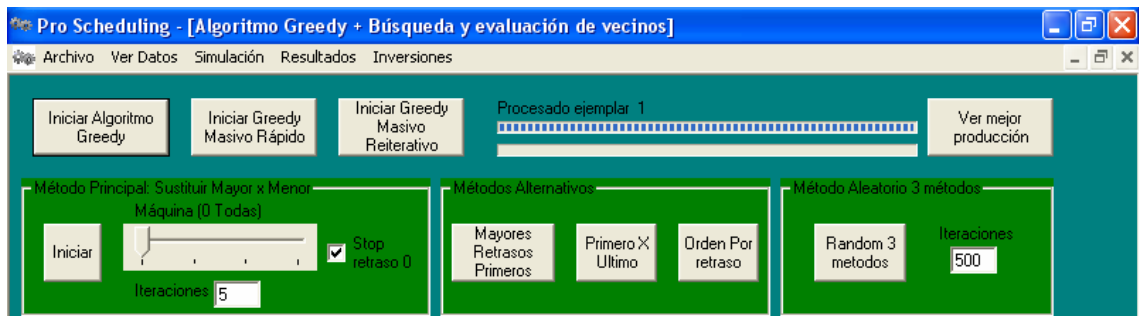 Pro Scheduling - [Algoritmo Greedy + Búsqueda y evaluación de vecinos]
Archivo Ver Datos Simulación Resultados Inversiones
Iniciar Algoritmo
Greedy
Iniciar Greedy
Masivo Rápido
Iniciar Greedy
Masivo
Reiterativo
Procesado ejemplar 1
Ver mejor
producción
Método Principal: Sustituir Mayor x Menor
Máquina (0 Todas)
Iniciar
Stop
retraso 0
Iteraciones 5
Métodos Alternativos
Mayores
Retrasos
Primeros
Primero X
Ultimo
Orden Por
retraso
Método Aleatorio 3 métodos
Random 3
metodos
Iteraciones
500